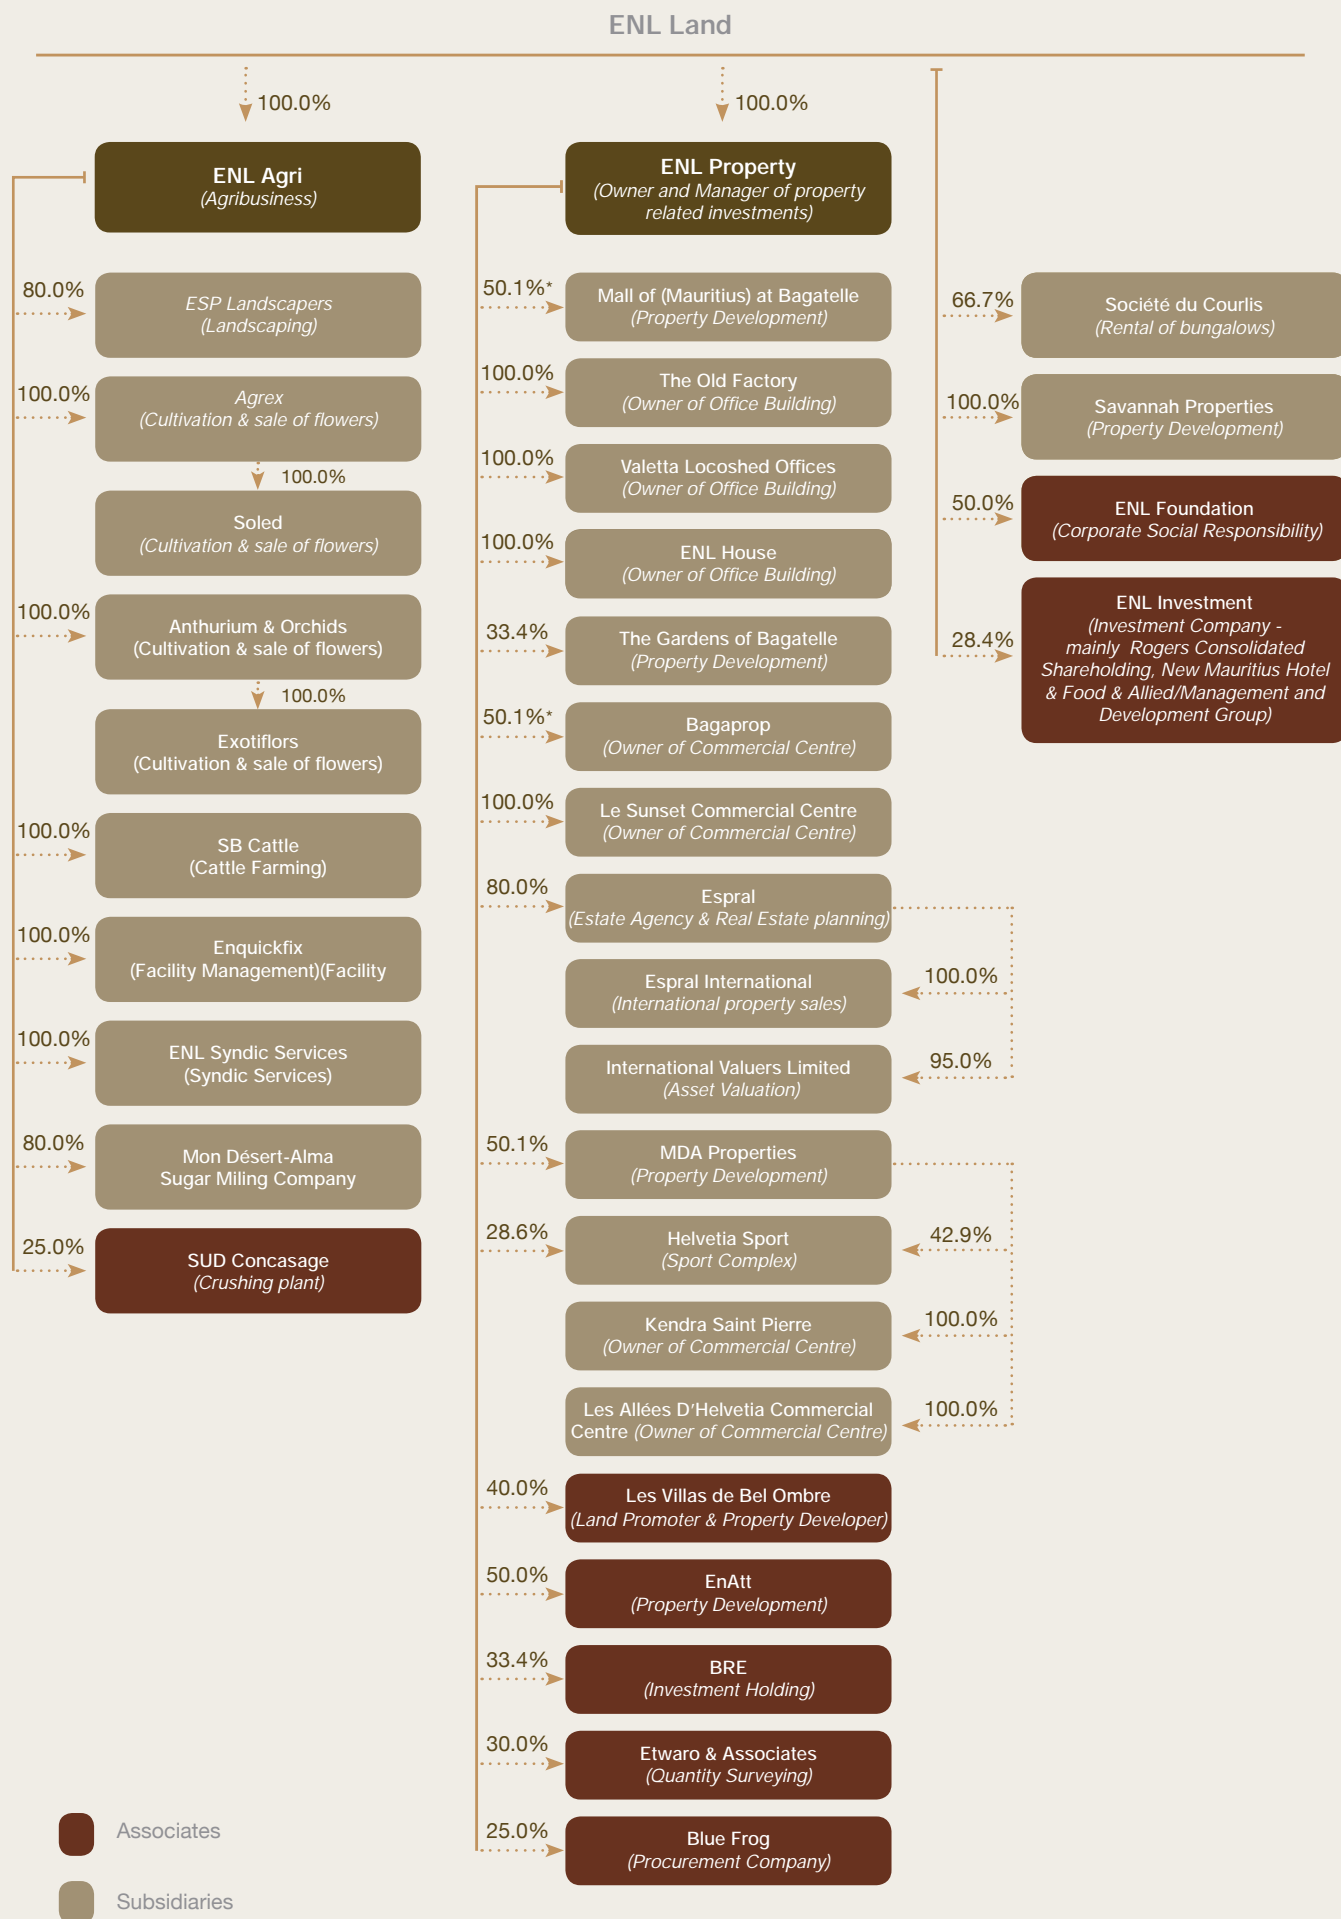 ENL Land
100.0%
ENL Agri
(Agribusiness)
80.0%
ESP Landscapers
(Landscaping)
100.0%
Agrex
(Cultivation & sale of flowers)
100.0%
Soled
(Cultivation & sale of flowers)
100.0%
Anthurium & Orchids
(Cultivation & sale of flowers)
100.0%
Exotiflors
(Cultivation & sale of flowers)
100.0%
SB Cattle
(Cattle Farming)
100.0%
Enquickfix
(Facility Management)(Facility
100.0%
ENL Syndic Services
(Syndic Services)
80.0%
Mon Désert-Alma
Sugar Miling Company
25.0%
SUD Concasage
(Crushing plant)
100.0%
ENL Property
(Owner and Manager of property
related investments)
50.1%*
Mall of (Mauritius) at Bagatelle
(Property Development)
100.0%
The Old Factory
(Owner of Office Building)
100.0%
Valetta Locoshed Offices
(Owner of Office Building)
100.0%
ENL House
(Owner of Office Building)
33.4%
The Gardens of Bagatelle
(Property Development)
50.1%*
Bagaprop
(Owner of Commercial Centre)
100.0%
Le Sunset Commercial Centre
(Owner of Commercial Centre)
80.0%
Espral
(Estate Agency & Real Estate planning)
Espral International
(International property sales)
100.0%
International Valuers Limited
(Asset Valuation)
95.0%
50.1%
MDA Properties
(Property Development)
28.6%
Helvetia Sport
(Sport Complex)
42.9%
Kendra Saint Pierre
(Owner of Commercial Centre)
100.0%
Les Allées D'Helvetia Commercial
Centre (Owner of Commercial Centre)
100.0%
40.0%
Les Villas de Bel Ombre
(Land Promoter & Property Developer)
50.0%
EnAtt
(Property Development)
33.4%
BRE
(Investment Holding)
30.0%
Etwaro & Associates
(Quantity Surveying)
25.0%
Blue Frog
(Procurement Company)
66.7%
Société du Courlis
(Rental of bungalows)
100.0%
Savannah Properties
(Property Development)
50.0%
ENL Foundation
(Corporate Social Responsibility)
28.4%
ENL Investment
(Investment Company -
mainly Rogers Consolidated
Shareholding, New Mauritius Hotel
& Food & Allied/Management and
Development Group)
Associates
Subsidiaries